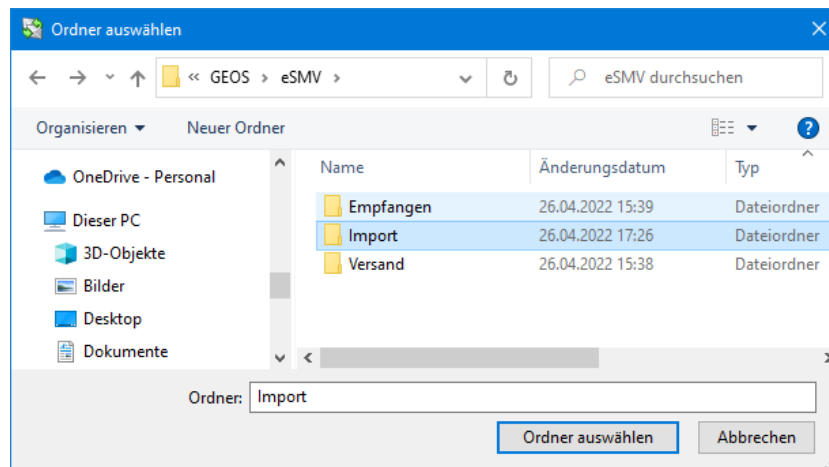 Ordner auswählen
« GEOS > eSMV >
eSMV durchsuchen
Organisieren
Neuer Ordner
?
Name
Änderungsdatum
Typ
OneDrive - Personal
Dieser PC
3D-Objekte
Bilder
Desktop
Dokumente
Empfangen 26.04.2022 15:39 Dateiordner
Import 26.04.2022 17:26 Dateiordner
Versand 26.04.2022 15:38 Dateiordner
Ordner: Import
Ordner auswählen
Abbrechen